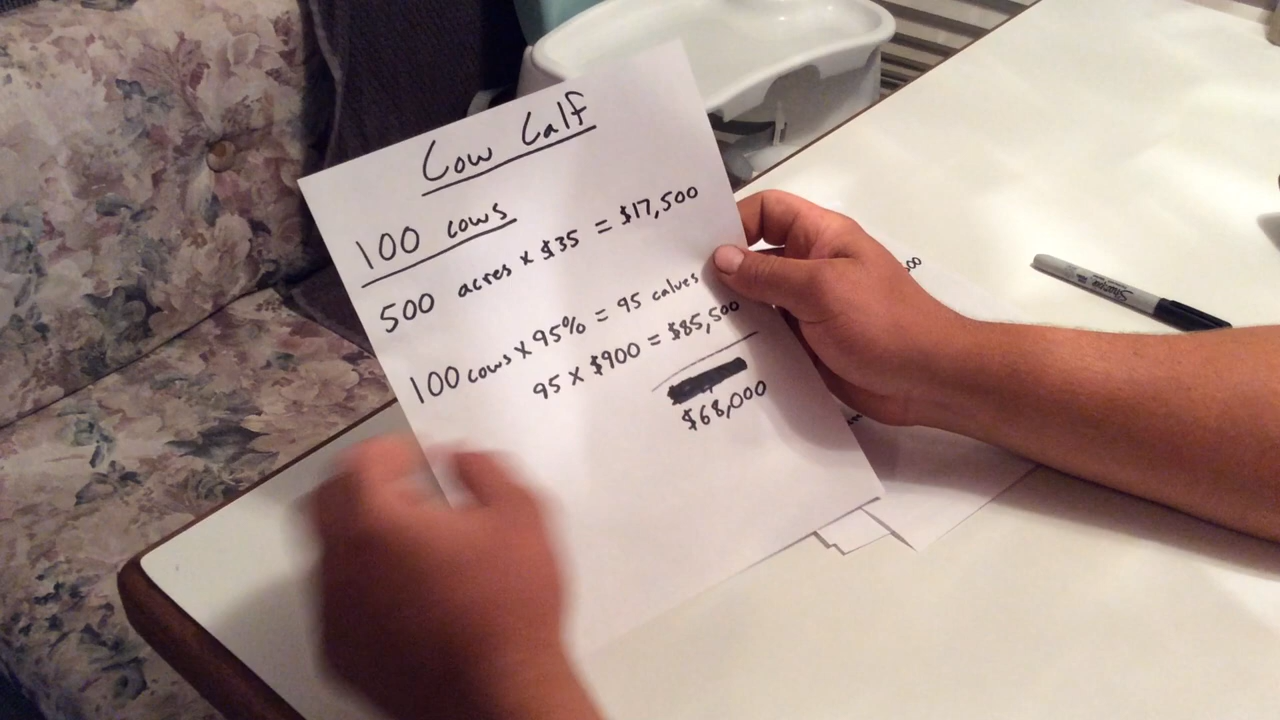 Cow Calf
100 cows
500 acres x $35 = $17,500
100 cows x 95% = 95 calves
95 x $900 = $85,500
$68,000
Sharpie